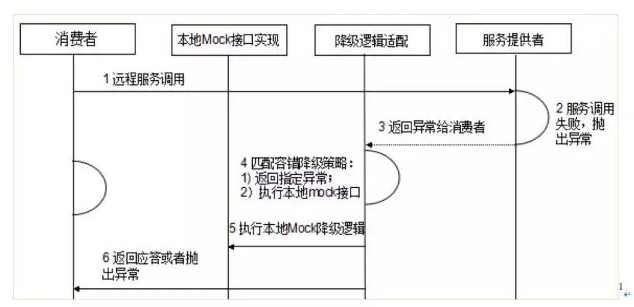 消费者
本地Mock接口实现
降级逻辑适配
服务提供者
1 远程服务调用
2 服务调用
失败，抛
出异常
3 返回异常给消费者
4 匹配容错降级策略：
1) 返回指定异常；
2）执行本地mock接口
5 执行本地Mock降级逻辑
6 返回应答或者抛
出异常
1